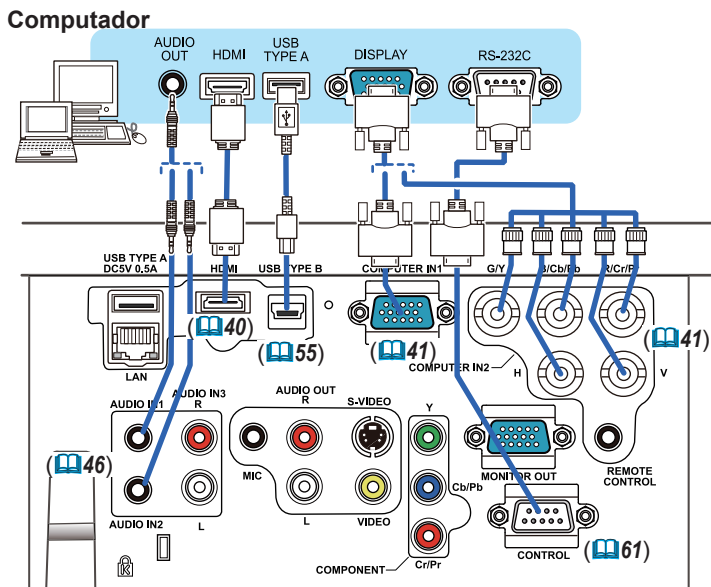 Computador
AUDIO OUT
HDMI
USB TYPE A
DISPLAY
RS-232C
USB TYPE A
DC5V 0.5A
HDMI
USB TYPE B
COMPUTER IN1
G/Y
B/Cb/Pb
R/Cr/Pr
(40)
(55)
(41)
(41)
LAN
COMPUTER IN2
H
V
AUDIO IN1
AUDIO IN3
R
AUDIO OUT
R
S-VIDEO
Y
(46)
MIC
MONITOR OUT
REMOTE CONTROL
Cb/Pb
AUDIO IN2
L
L
VIDEO
CONTROL
(61)
COMPONENT
Cr/Pr
K